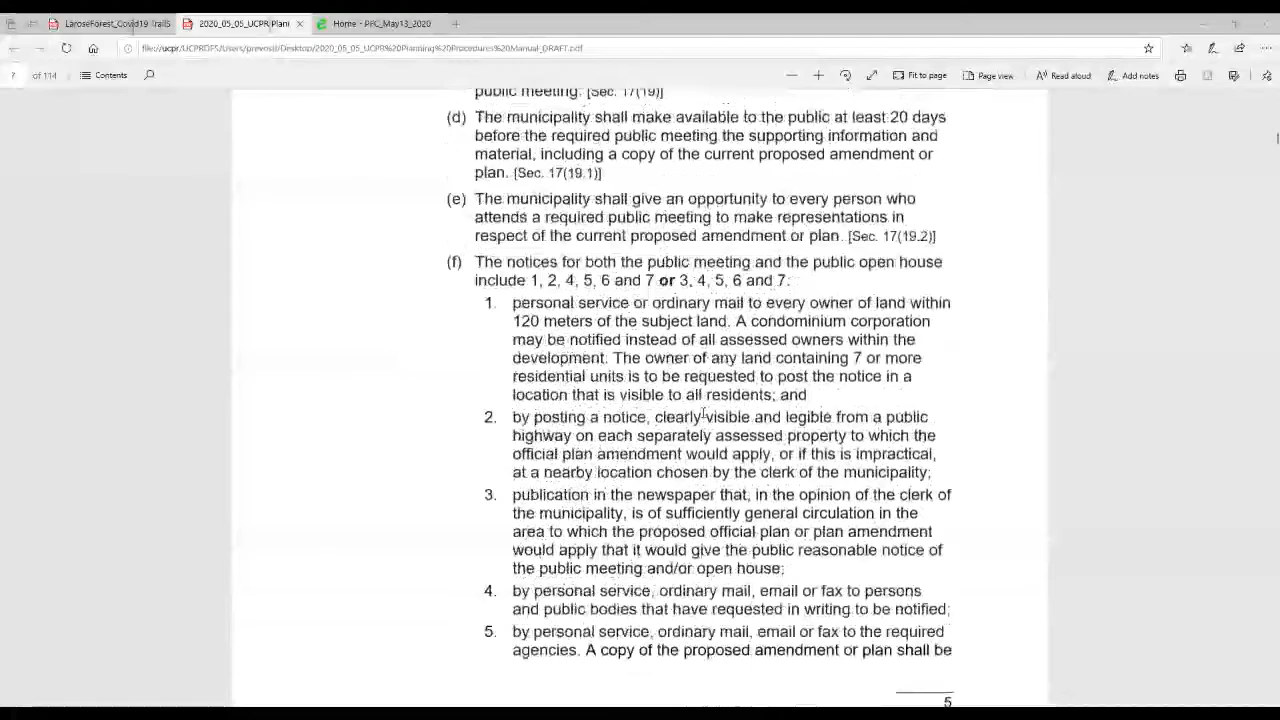 LaroseForest_Covid19 TrailS
2020_05_05_UCPR Planni
Home - PFC_May13_2020
file://ucpr/UCPRDFS/Users/prevosti/Desktop/2020_05_05_UCPR%20Planning%20Procedures%20Manual_DRAFT.pdf
of 114
Contents
Fit to page
Page view
Read aloud
Add notes
public meeting. [Sec. 17(19)]
(d) The municipality shall make available to the public at least 20 days
before the required public meeting the supporting information and
material, including a copy of the current proposed amendment or
plan. [Sec. 17(19.1)]
(e) The municipality shall give an opportunity to every person who
attends a required public meeting to make representations in
respect of the current proposed amendment or plan. [Sec. 17(19.2)]
(f) The notices for both the public meeting and the public open house
include 1, 2, 4, 5, 6 and 7 or 3, 4, 5, 6 and 7:
1. personal service or ordinary mail to every owner of land within
120 meters of the subject land. A condominium corporation
may be notified instead of all assessed owners within the
development. The owner of any land containing 7 or more
residential units is to be requested to post the notice in a
location that is visible to all residents; and
2. by posting a notice, clearly visible and legible from a public
highway on each separately assessed property to which the
official plan amendment would apply, or if this is impractical,
at a nearby location chosen by the clerk of the municipality;
3. publication in the newspaper that, in the opinion of the clerk of
the municipality, is of sufficiently general circulation in the
area to which the proposed official plan or plan amendment
would apply that it would give the public reasonable notice of
the public meeting and/or open house;
4. by personal service, ordinary mail, email or fax to persons
and public bodies that have requested in writing to be notified;
5. by personal service, ordinary mail, email or fax to the required
agencies. A copy of the proposed amendment or plan shall be
5